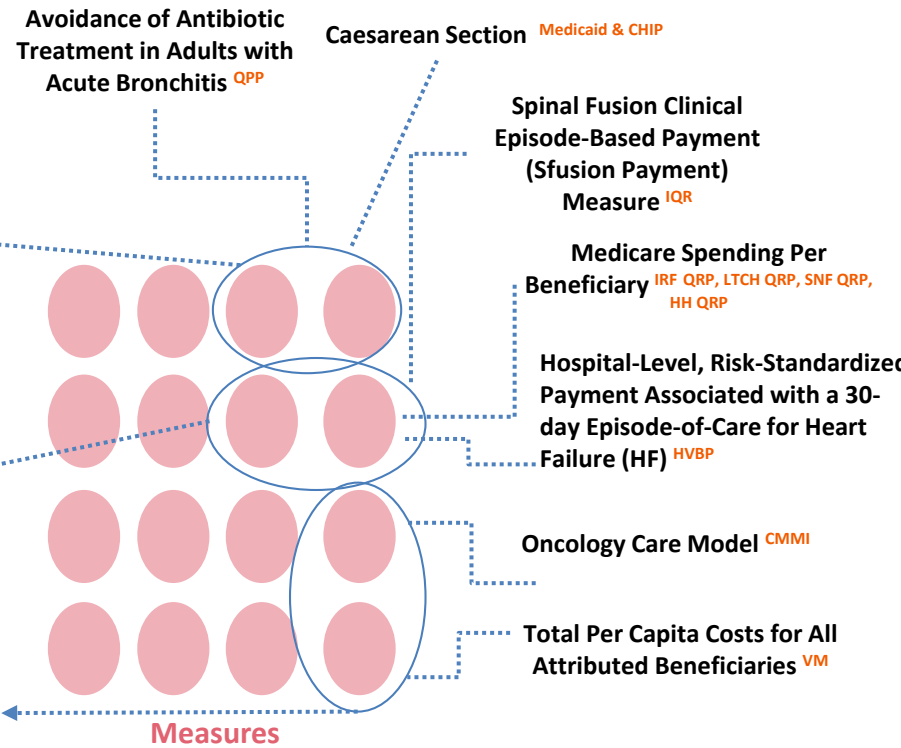 Avoidance of Antibiotic
Treatment in Adults with
Acute Bronchitis QPP
Caesarean Section Medicaid & CHIP
Spinal Fusion Clinical
Episode-Based Payment
(Sfusion Payment)
Measure IQR
Medicare Spending Per
Beneficiary IRF QRP, LTCH QRP, SNF QRP,
HH QRP
Hospital-Level, Risk-Standardized
Payment Associated with a 30-
day Episode-of-Care for Heart
Failure (HF) HVBP
Oncology Care Model CMMI
Total Per Capita Costs for All
Attributed Beneficiaries VM
Measures